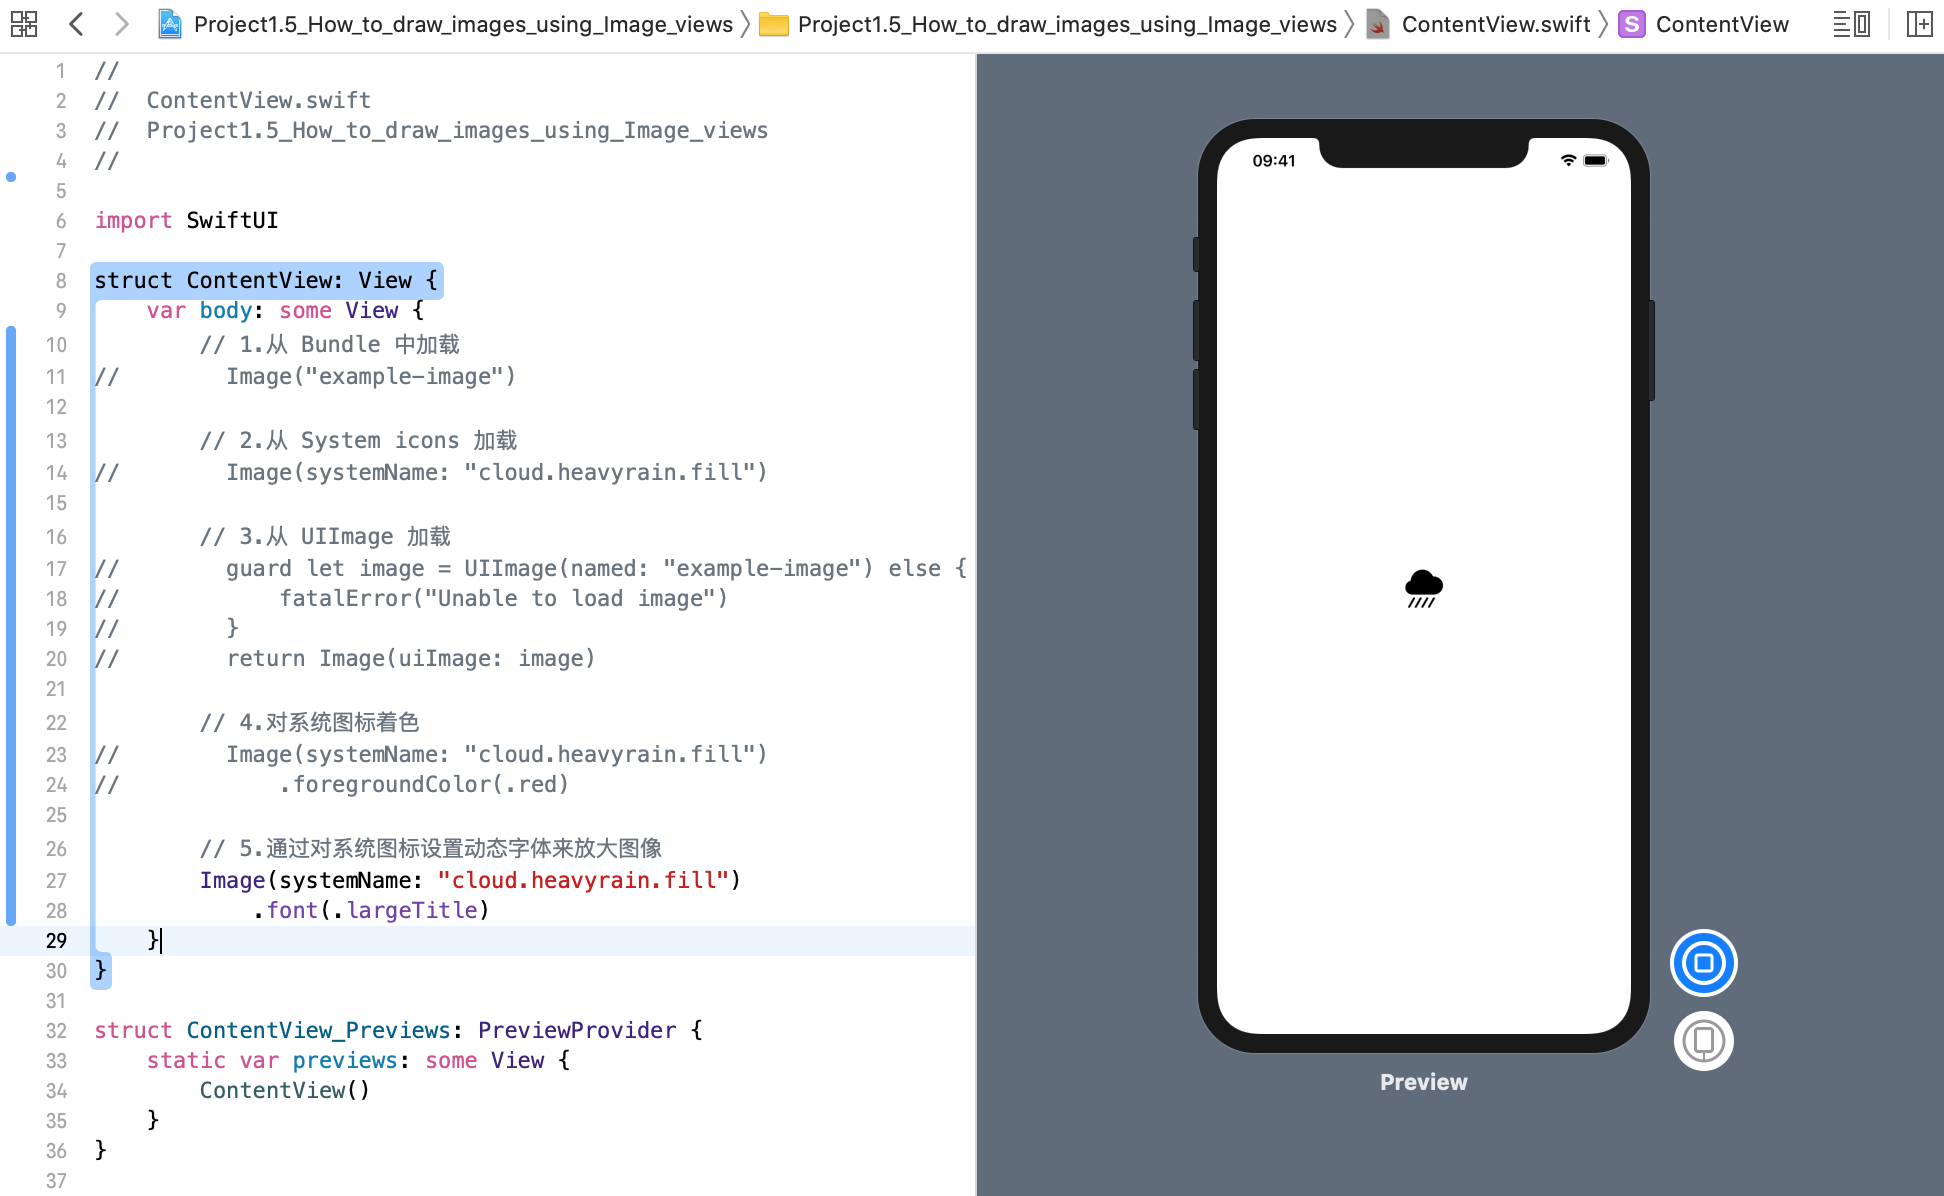 Project1.5_How_to_draw_images_using_Image_views Project1.5_How_to_draw_images_using_Image_views ContentView.swift S ContentView
1 //
2 //  ContentView.swift
3 //  Project1.5_How_to_draw_images_using_Image_views
4 //
5
6 import SwiftUI
7
8 struct ContentView: View {
9     var body: some View {
10         // 1.从 Bundle 中加载
11 //        Image("example-image")
12
13         // 2.从 System icons 加载
14 //        Image(systemName: "cloud.heavyrain.fill")
15
16         // 3.从 UIImage 加载
17 //        guard let image = UIImage(named: "example-image") else {
18 //            fatalError("Unable to load image")
19 //        }
20 //        return Image(uiImage: image)
21
22         // 4.对系统图标着色
23 //        Image(systemName: "cloud.heavyrain.fill")
24 //            .foregroundColor(.red)
25
26         // 5.通过对系统图标设置动态字体来放大图像
27         Image(systemName: "cloud.heavyrain.fill")
28             .font(.largeTitle)
29     }
30 }
31
32 struct ContentView_Previews: PreviewProvider {
33     static var previews: some View {
34         ContentView()
35     }
36 }
37
09:41
Preview